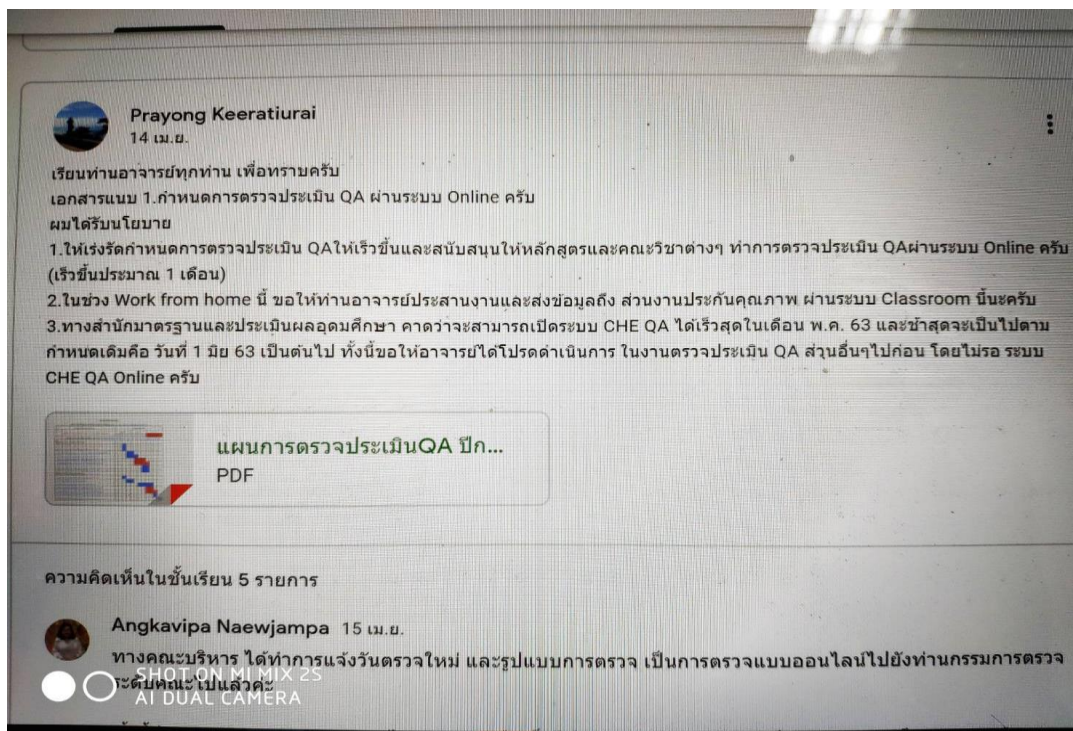 Prayong Keeratiurai
14 เม.ย.
เรียนท่านอาจารย์ทุกท่าน เพื่อทราบครับ
เอกสารแนบ 1.กำหนดการตรวจประเมิน QA ผ่านระบบ Online ครับ
ผมได้รับนโยบาย
1.ให้เร่งรัดกำหนดการตรวจประเมิน QAให้เร็วขึ้นและสนับสนุนให้หลักสูตรและคณะวิชาต่างๆ ทำการตรวจประเมิน QAผ่านระบบ Online ครับ
(เร็วขึ้นประมาณ 1 เดือน)
2.ในช่วง Work from home นี้ ขอให้ท่านอาจารย์ประสานงานและส่งข้อมูลถึง ส่วนงานประกันคุณภาพ ผ่านระบบ Classroom นี้นะครับ
3.ทางสำนักมาตรฐานและประเมินผลอุดมศึกษา คาดว่าจะสามารถเปิดระบบ CHE QA ได้เร็วสุดในเดือน พ.ค. 63 และช้าสุดจะเป็นไปตาม
กำหนดเดิมคือ วันที่ 1 มิย 63 เป็นต้นไป ทั้งนี้ขอให้อาจารย์ได้โปรดดำเนินการ ในงานตรวจประเมิน QA ส่วนอื่นๆไปก่อน โดยไม่รอ ระบบ
CHE QA Online ครับ
แผนการตรวจประเมินQA ปีก...
PDF
ความคิดเห็นในชั้นเรียน 5 รายการ
Angkavipa Naewjampa 15 เม.ย.
ทางคณะบริหาร ได้ทำการแจ้งวันตรวจใหม่ และรูปแบบการตรวจ เป็นการตรวจแบบออนไลน์ไปยังท่านกรรมการตรวจ
ระดับคณะไปแล้วค่ะ
SHOT ON MI MIX 2S
AI DUAL CAMERA